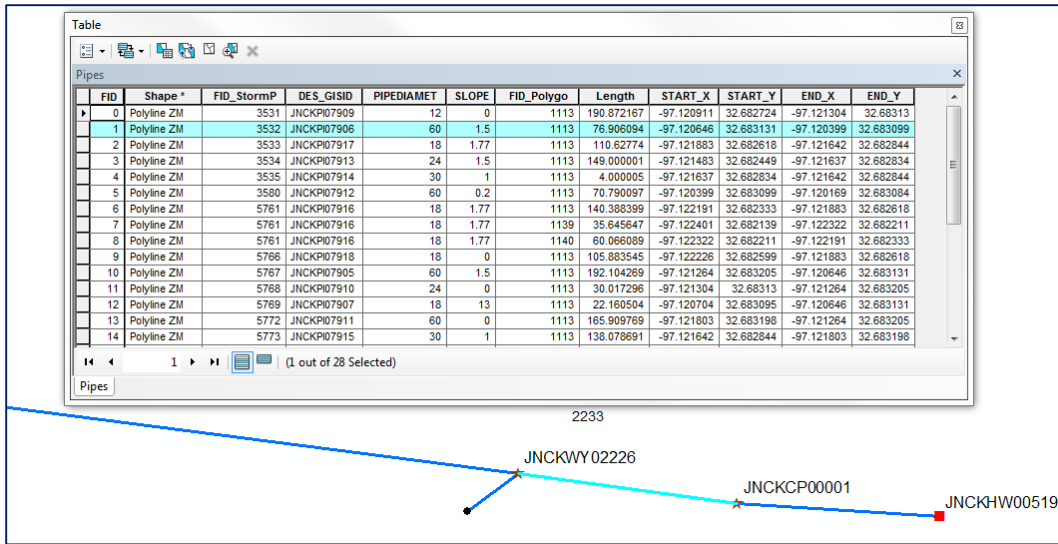 Table
Pipes
FID Shape * FID_StormP DES_GISID PIPEDIAMET SLOPE FID_Polygo Length START_X START_Y END_X END_Y
0 Polyline ZM 3531 JNCKPI07909 12 0 1113 190.872167 -97.120911 32.682724 -97.121304 32.68313
1 Polyline ZM 3532 JNCKPI07906 60 1.5 1113 76.906094 -97.120646 32.683131 -97.120399 32.683099
2 Polyline ZM 3533 JNCKPI07917 18 1.77 1113 110.62774 -97.121883 32.682618 -97.121642 32.682844
3 Polyline ZM 3534 JNCKPI07913 24 1.5 1113 149.000001 -97.121483 32.682449 -97.121637 32.682834
4 Polyline ZM 3535 JNCKPI07914 30 1 1113 4.000005 -97.121637 32.682834 -97.121642 32.682844
5 Polyline ZM 3580 JNCKPI07912 60 0.2 1113 70.790097 -97.120399 32.683099 -97.120169 32.683084
6 Polyline ZM 5761 JNCKPI07916 18 1.77 1113 140.388399 -97.122191 32.682333 -97.121883 32.682618
7 Polyline ZM 5761 JNCKPI07916 18 1.77 1139 35.645647 -97.122401 32.682139 -97.122322 32.682211
8 Polyline ZM 5761 JNCKPI07916 18 1.77 1140 60.066089 -97.122322 32.682211 -97.122191 32.682333
9 Polyline ZM 5766 JNCKPI07918 18 0 1113 105.883545 -97.122226 32.682599 -97.121883 32.682618
10 Polyline ZM 5767 JNCKPI07905 60 1.5 1113 192.104269 -97.121264 32.683205 -97.120646 32.683131
11 Polyline ZM 5768 JNCKPI07910 24 0 1113 30.017296 -97.121304 32.68313 -97.121264 32.683205
12 Polyline ZM 5769 JNCKPI07907 18 13 1113 22.160504 -97.120704 32.683095 -97.120646 32.683131
13 Polyline ZM 5772 JNCKPI07911 60 0 1113 165.909769 -97.121803 32.683198 -97.121264 32.683205
14 Polyline ZM 5773 JNCKPI07915 30 1 1113 138.078691 -97.121642 32.682844 -97.121803 32.683198
1 (1 out of 28 Selected)
Pipes
2233
JNCKWY02226
JNCKCP00001
JNCKHW00519